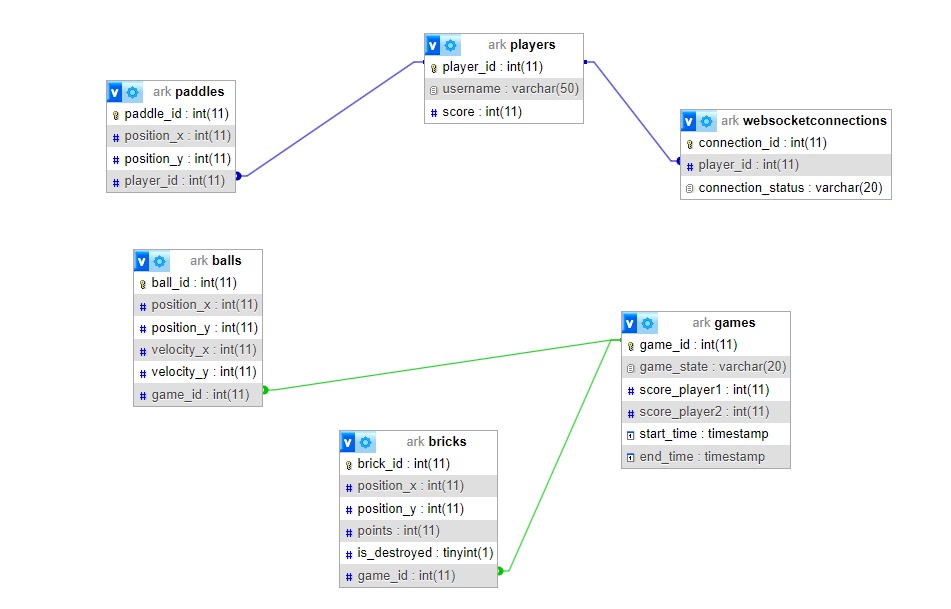 v ark players
player_id : int(11)
username : varchar(50)
# score : int(11)
v ark paddles
paddle_id : int(11)
# position_x : int(11)
# position_y : int(11)
# player_id : int(11)
v ark websocketconnections
connection_id : int(11)
# player_id : int(11)
connection_status : varchar(20)
v ark balls
ball_id : int(11)
# position_x : int(11)
# position_y : int(11)
# velocity_x : int(11)
# velocity_y : int(11)
# game_id : int(11)
v ark games
game_id : int(11)
game_state : varchar(20)
# score_player1 : int(11)
# score_player2 : int(11)
start_time : timestamp
end_time : timestamp
v ark bricks
brick_id : int(11)
# position_x : int(11)
# position_y : int(11)
# points : int(11)
# is_destroyed : tinyint(1)
# game_id : int(11)